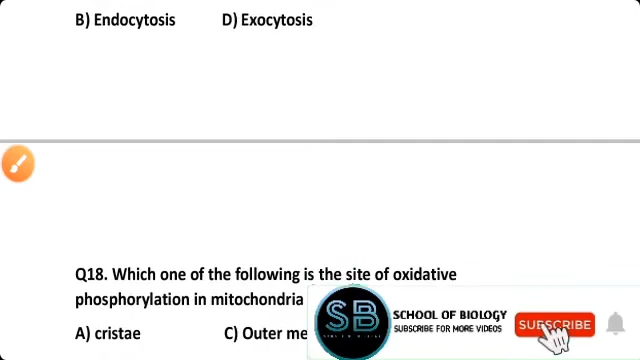 B) Endocytosis D) Exocytosis
Q18. Which one of the following is the site of oxidative
phosphorylation in mitochondria
A) cristae C) Outer
SB
SCHOOL OF BIOLOGY
SUBSCRIBE FOR MORE VIDEOS
SUBSCRIBE